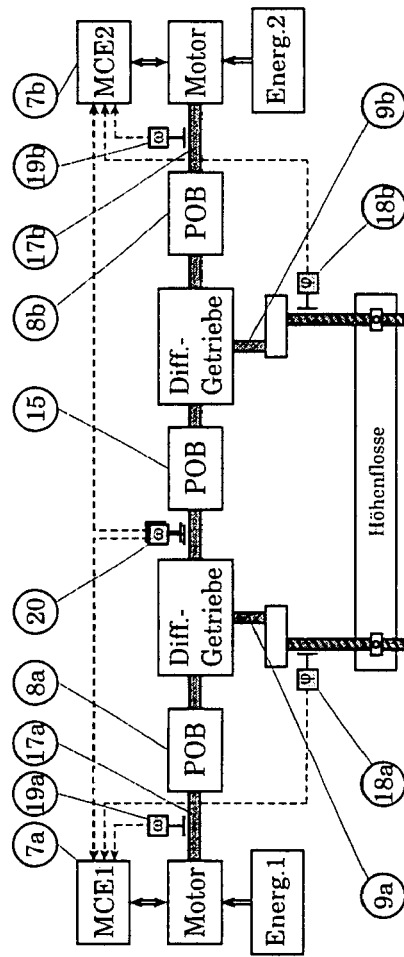 7a
19a
17a
8a
20
15
8b
17b
19b
7b
MCE1
ω
ω
ω
MCE2
Motor
POB
Diff.-
Getriebe
POB
Diff.-
Getriebe
POB
Motor
Energ.1
Energ.2
φ
φ
9a
18a
18b
9b
Höhenflosse